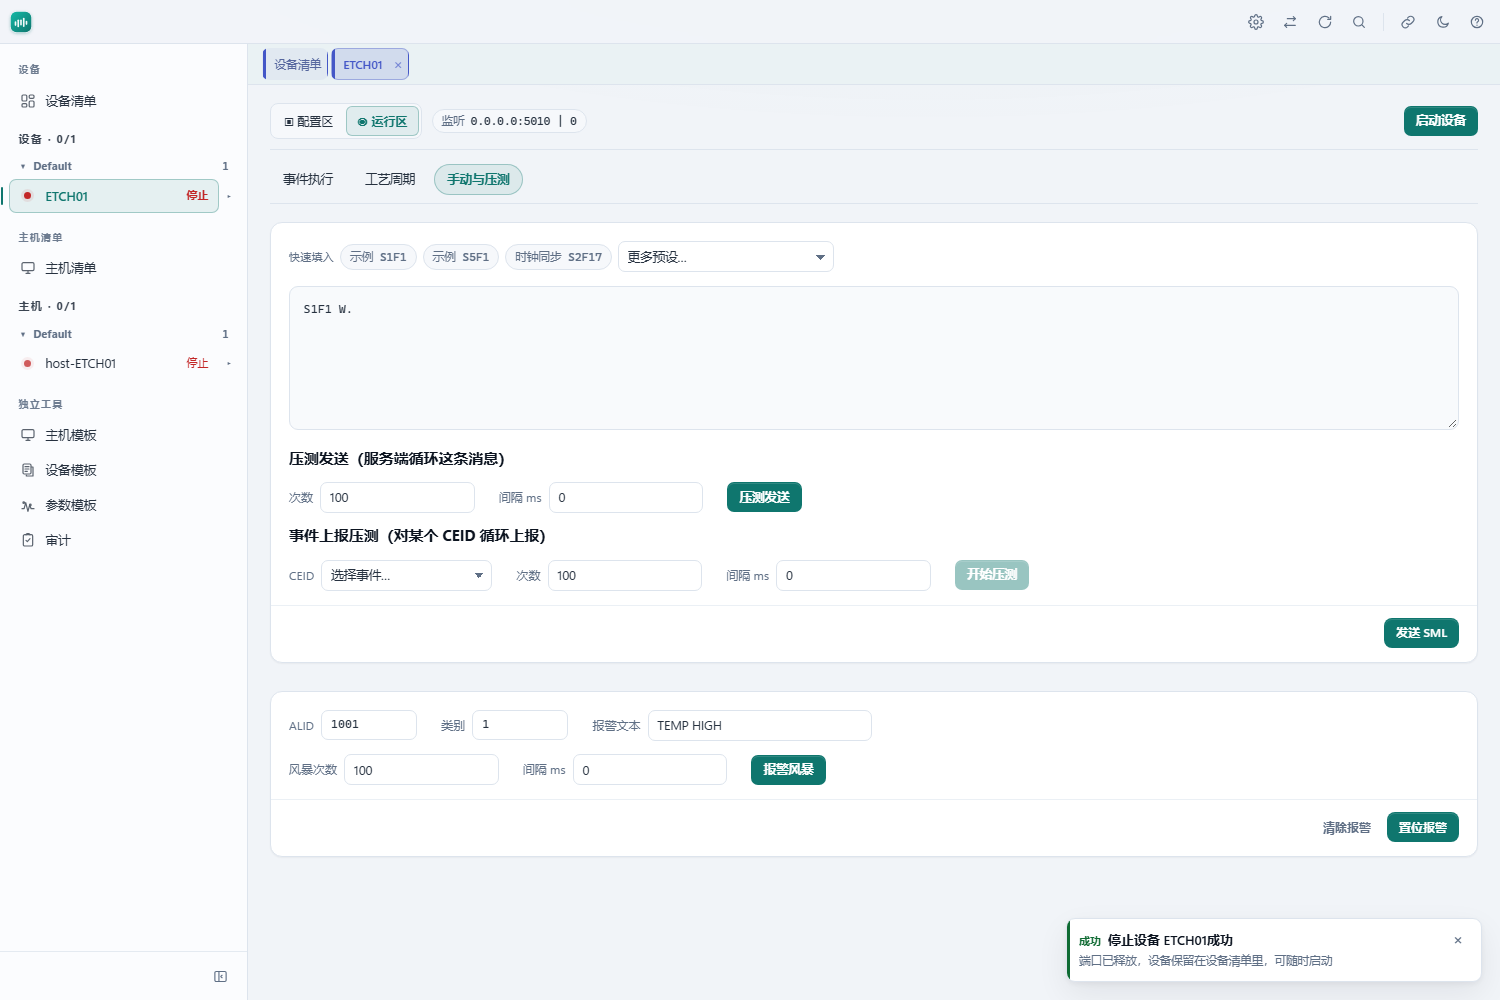 设备
设备清单
设备 · 0/1
Default 1
ETCH01 停止
主机清单
主机清单
主机 · 0/1
Default 1
host-ETCH01 停止
独立工具
主机模板
设备模板
参数模板
审计
设备清单 ETCH01 ×
配置区 运行区 监听 0.0.0.0:5010 | 0 启动设备
事件执行 工艺周期 手动与压测
快速填入 示例 S1F1 示例 S5F1 时钟同步 S2F17 更多预设...
S1F1 W.
压测发送（服务端循环这条消息）
次数 100 间隔 ms 0 压测发送
事件上报压测（对某个 CEID 循环上报）
CEID 选择事件... 次数 100 间隔 ms 0 开始压测
发送 SML
ALID 1001 类别 1 报警文本 TEMP HIGH
风暴次数 100 间隔 ms 0 报警风暴
清除报警 置位报警
成功 停止设备 ETCH01成功 ×
端口已释放，设备保留在设备清单里，可随时启动